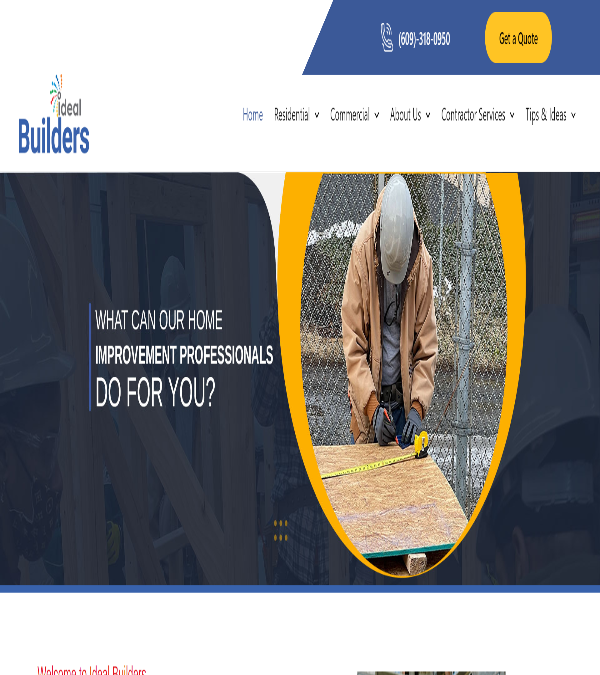 (609)-318-0950
Get a Quote
ideal
Builders
Home
Residential
Commercial
About Us
Contractor Services
Tips & Ideas
WHAT CAN OUR HOME
IMPROVEMENT PROFESSIONALS
DO FOR YOU?
Welcome to Ideal Builders